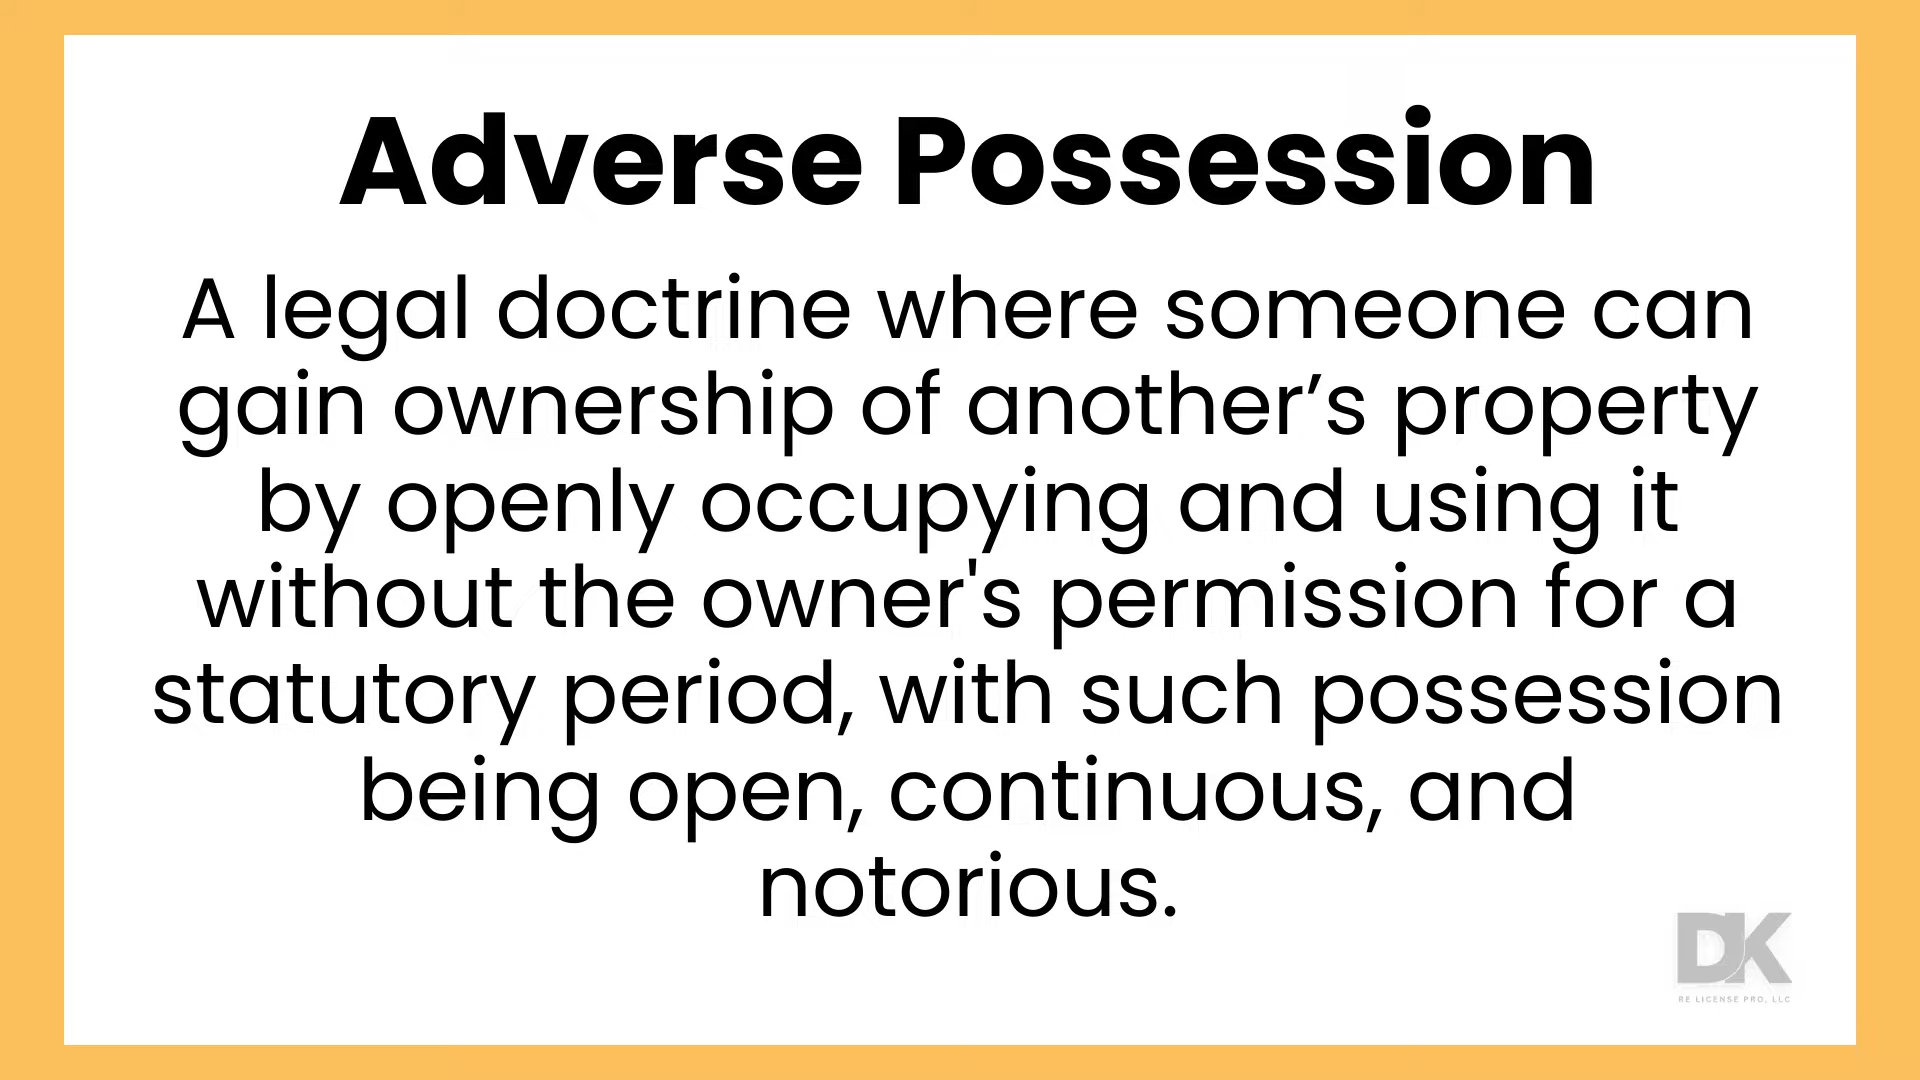 Adverse Possession
A legal doctrine where someone can
gain ownership of another’s property
by openly occupying and using it
without the owner's permission for a
statutory period, with such possession
being open, continuous, and
notorious.
DK
RE LICENSE PRO, LLC